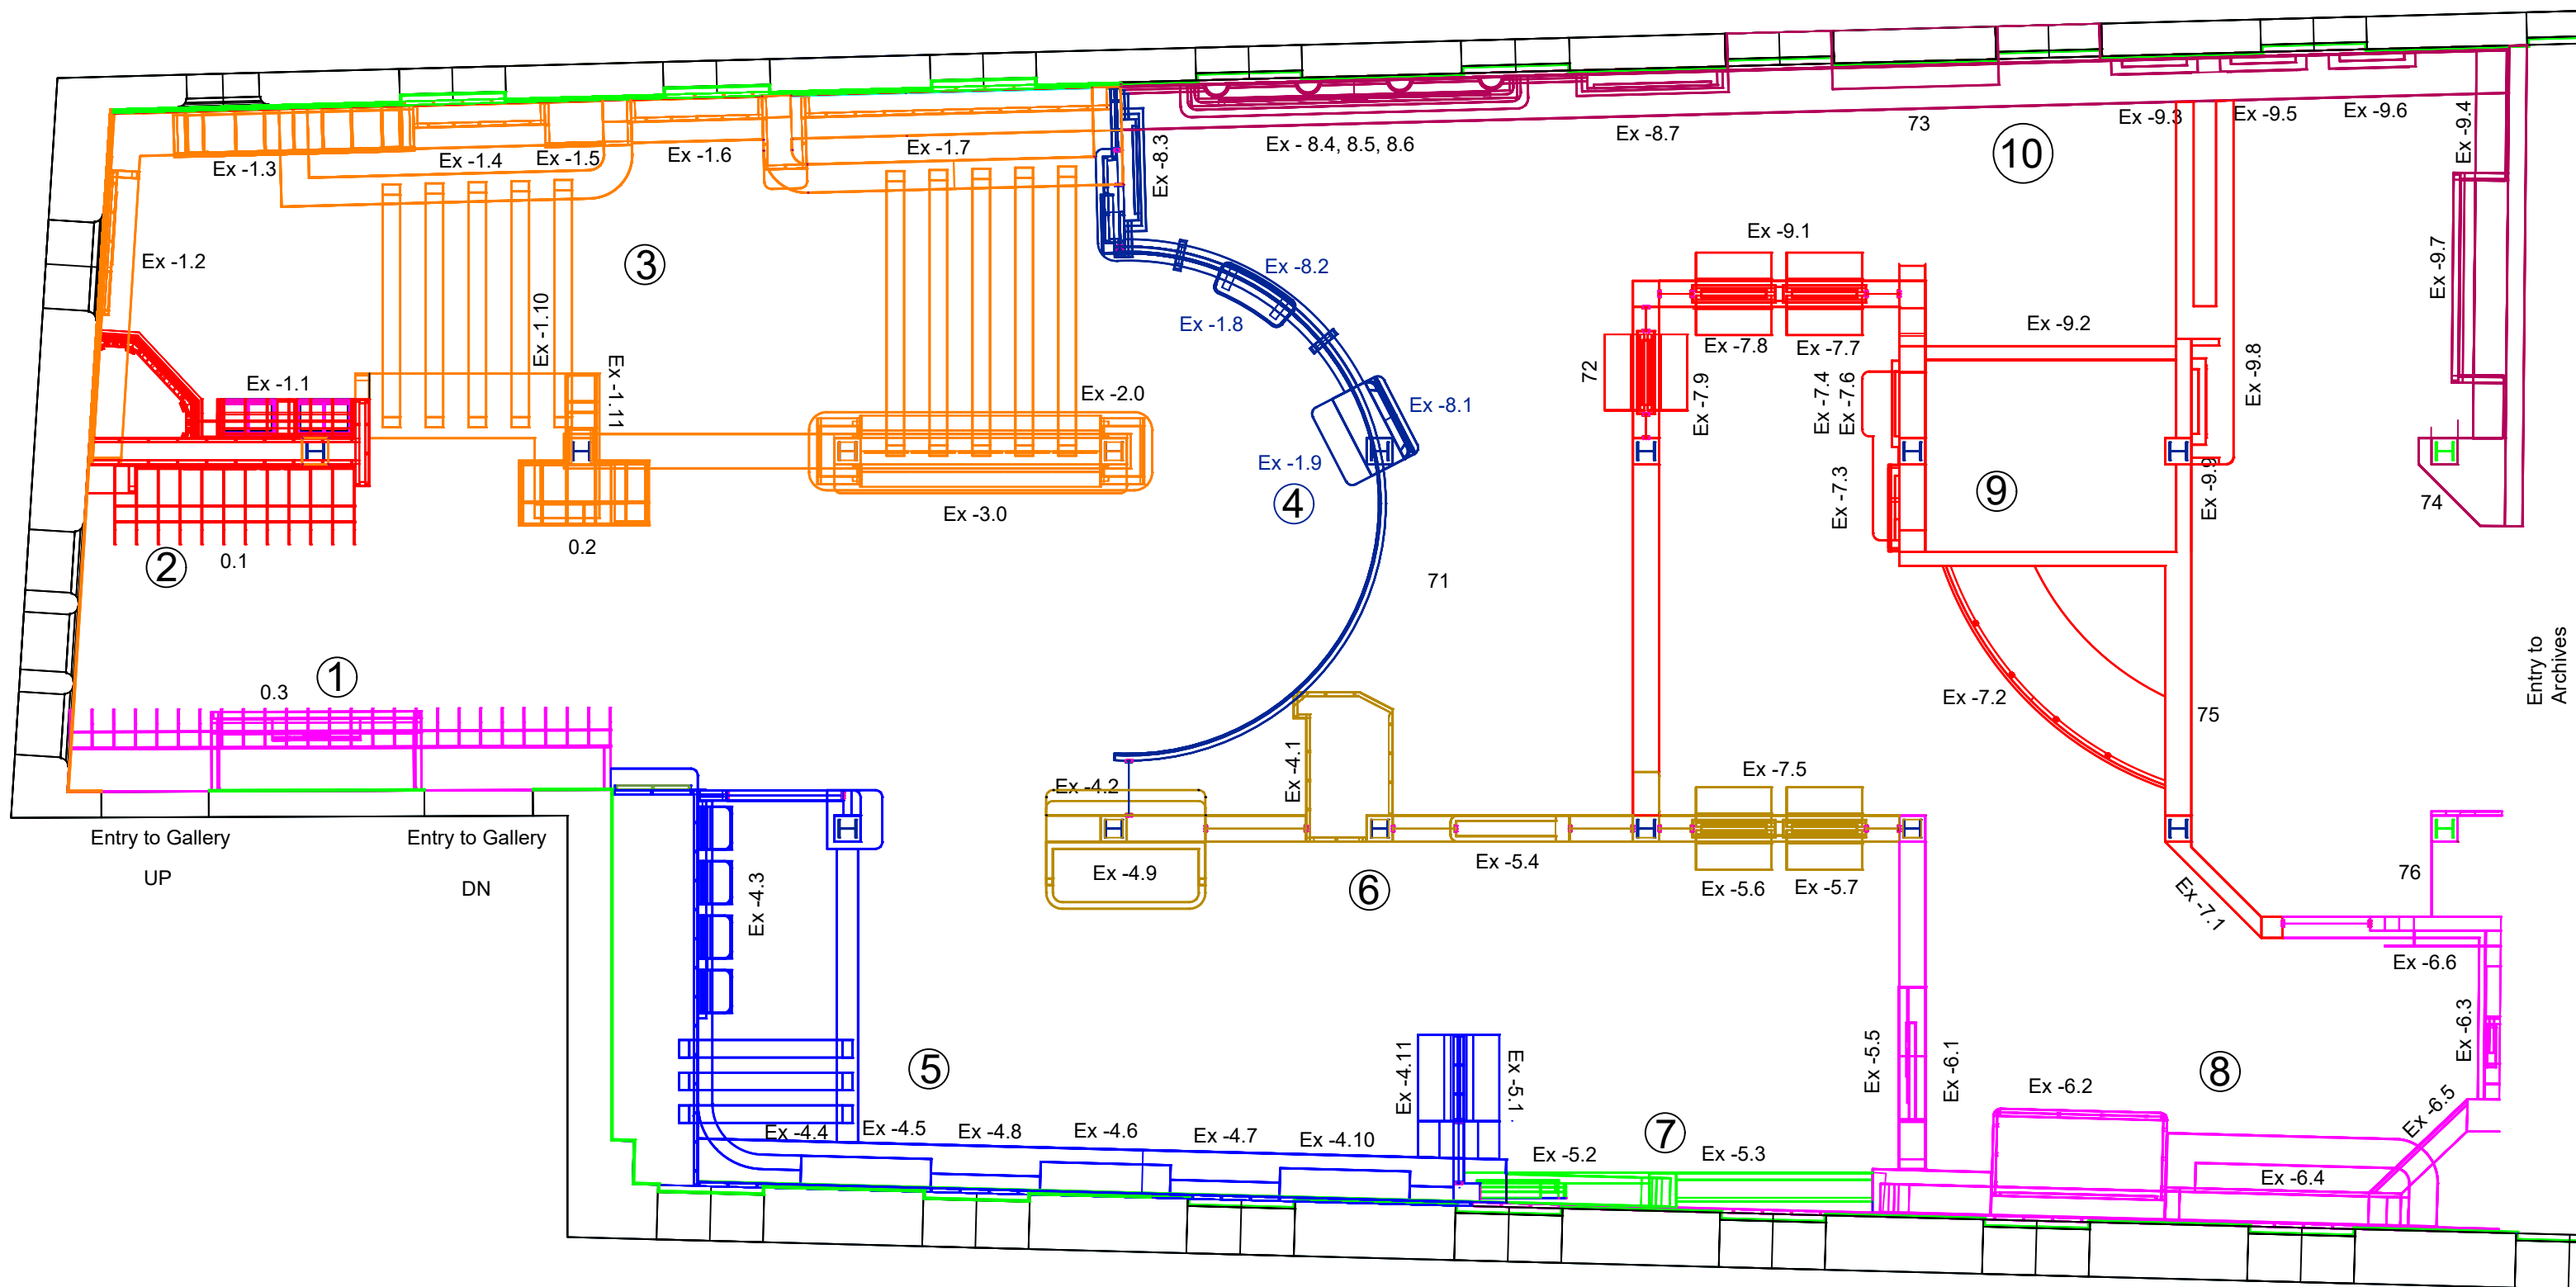 Ex -1.3
Ex -1.4
Ex -1.5
Ex -1.6
Ex -1.7
Ex -8.3
Ex - 8.4, 8.5, 8.6
Ex -8.7
73
10
Ex -9.3
Ex -9.5
Ex -9.6
Ex -9.4
Ex -1.2
3
Ex -8.2
Ex -9.1
Ex -9.7
Ex -1.10
Ex -1.8
Ex -9.2
Ex -7.8
Ex -7.7
Ex -1.1
Ex -1.11
Ex -2.0
Ex -8.1
72
Ex -7.9
Ex -7.4
Ex -7.6
Ex -9.8
Ex -1.9
4
Ex -3.0
Ex -7.3
9
Ex -9.9
74
2
0.1
0.2
71
1
0.3
Ex -7.2
75
Entry to
Archives
Ex -4.2
Ex -4.1
Ex -7.5
Entry to Gallery
UP
Entry to Gallery
DN
Ex -4.3
Ex -4.9
6
Ex -5.4
Ex -5.6
Ex -5.7
76
Ex -7.1
Ex -6.6
5
Ex -4.11
Ex -5.1
Ex -5.5
Ex -6.1
Ex -6.3
8
Ex -6.2
Ex -6.5
Ex -4.4
Ex -4.5
Ex -4.8
Ex -4.6
Ex -4.7
Ex -4.10
7
Ex -5.2
Ex -5.3
Ex -6.4